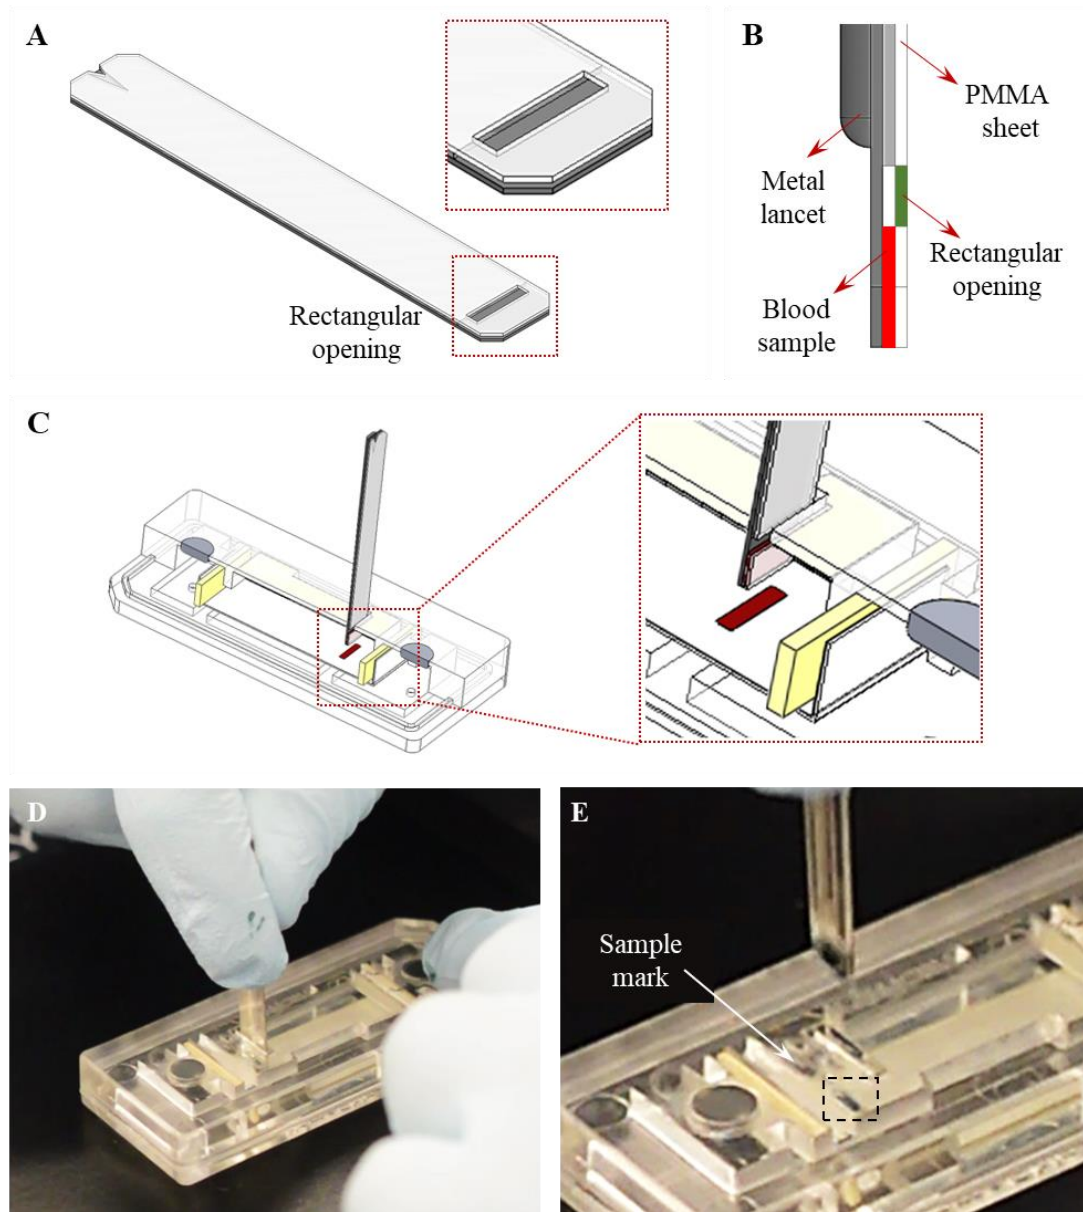 A
Rectangular
opening
B
PMMA
sheet
Metal
lancet
Rectangular
opening
Blood
sample
C
D
E
Sample
mark